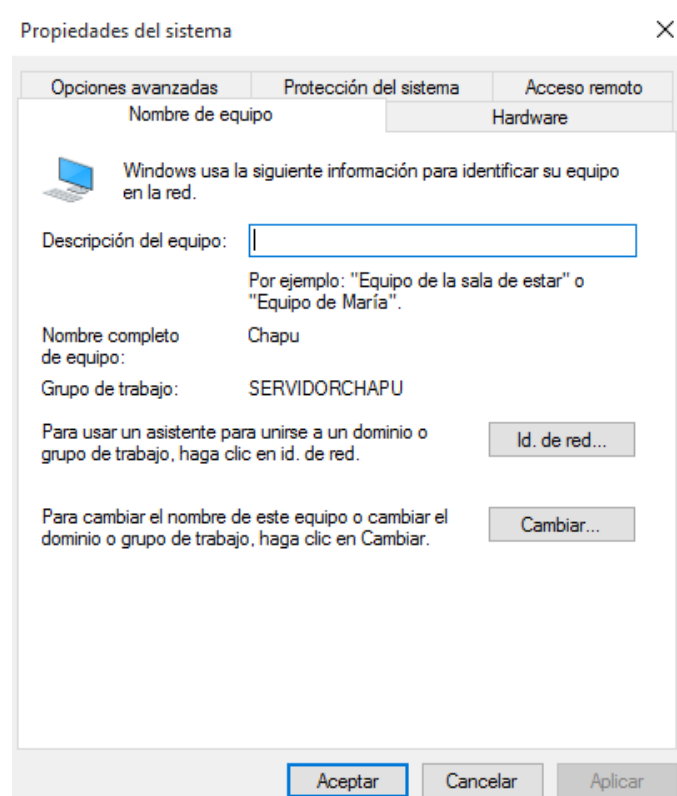 Propiedades del sistema
Opciones avanzadas
Protección del sistema
Acceso remoto
Nombre de equipo
Hardware
Windows usa la siguiente información para identificar su equipo
en la red.
Descripción del equipo:
Por ejemplo: "Equipo de la sala de estar" o
"Equipo de María".
Nombre completo
de equipo:
Chapu
Grupo de trabajo:
SERVIDORCHAPU
Para usar un asistente para unirse a un dominio o
grupo de trabajo, haga clic en id. de red.
Id. de red...
Para cambiar el nombre de este equipo o cambiar el
dominio o grupo de trabajo, haga clic en Cambiar.
Cambiar...
Aceptar
Cancelar
Aplicar